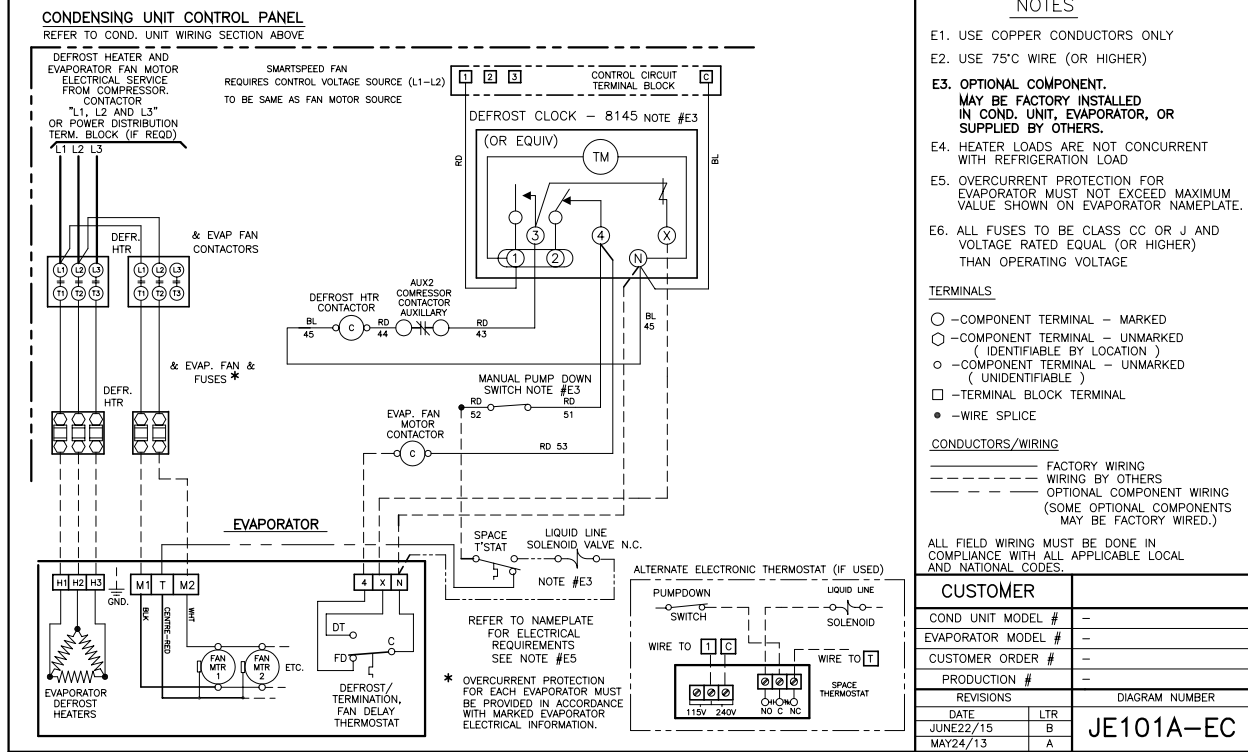 CONDENSING UNIT CONTROL PANEL
REFER TO COND. UNIT WIRING SECTION ABOVE
DEFROST HEATER AND
EVAPORATOR FAN MOTOR
ELECTRICAL SERVICE
FROM COMPRESSOR.
CONTACTOR
"L1, L2 AND L3"
OR POWER DISTRIBUTION
TERM. BLOCK (IF REQD)
L1 L2 L3
SMARTSPEED FAN
REQUIRES CONTROL VOLTAGE SOURCE (L1-L2)
TO BE SAME AS FAN MOTOR SOURCE
1 2 3
CONTROL CIRCUIT
TERMINAL BLOCK
C
DEFROST CLOCK - 8145 NOTE #E3
(OR EQUIV)
TM
RD
BL
3 4 X
1 2 N
DEFR.
HTR
& EVAP FAN
CONTACTORS
L1 L2 L3
T1 T2 T3
L1 L2 L3
T1 T2 T3
DEFROST HTR
CONTACTOR
AUX2
COMRESSOR
CONTACTOR
AUXILLARY
BL
45
C
RD
44
RD
43
BL
45
& EVAP. FAN &
FUSES *
DEFR.
HTR
MANUAL PUMP DOWN
SWITCH NOTE #E3
RD
52
RD
51
EVAP. FAN
MOTOR
CONTACTOR
C
RD 53
EVAPORATOR
H1 H2 H3
GND.
M1 T M2
BLK
CENTRE-RED
WHT
FAN
MTR
1
FAN
MTR
2
ETC.
EVAPORATOR
DEFROST
HEATERS
4 X N
DT
C
FD
DEFROST/
TERMINATION,
FAN DELAY
THERMOSTAT
SPACE
T'STAT
LIQUID LINE
SOLENOID VALVE N.C.
NOTE #E3
REFER TO NAMEPLATE
FOR ELECTRICAL
REQUIREMENTS
SEE NOTE #E5
* OVERCURRENT PROTECTION
FOR EACH EVAPORATOR MUST
BE PROVIDED IN ACCORDANCE
WITH MARKED EVAPORATOR
ELECTRICAL INFORMATION.
ALTERNATE ELECTRONIC THERMOSTAT (IF USED)
PUMPDOWN
SWITCH
LIQUID LINE
SOLENOID
WIRE TO 1 C
WIRE TO T
SPACE
THERMOSTAT
115V 240V
NO C NC
NOTES
E1. USE COPPER CONDUCTORS ONLY
E2. USE 75°C WIRE (OR HIGHER)
E3. OPTIONAL COMPONENT.
MAY BE FACTORY INSTALLED
IN COND. UNIT, EVAPORATOR, OR
SUPPLIED BY OTHERS.
E4. HEATER LOADS ARE NOT CONCURRENT
WITH REFRIGERATION LOAD
E5. OVERCURRENT PROTECTION FOR
EVAPORATOR MUST NOT EXCEED MAXIMUM
VALUE SHOWN ON EVAPORATOR NAMEPLATE.
E6. ALL FUSES TO BE CLASS CC OR J AND
VOLTAGE RATED EQUAL (OR HIGHER)
THAN OPERATING VOLTAGE
TERMINALS
-COMPONENT TERMINAL - MARKED
-COMPONENT TERMINAL - UNMARKED
( IDENTIFIABLE BY LOCATION )
-COMPONENT TERMINAL - UNMARKED
( UNIDENTIFIABLE )
-TERMINAL BLOCK TERMINAL
-WIRE SPLICE
CONDUCTORS/WIRING
FACTORY WIRING
WIRING BY OTHERS
OPTIONAL COMPONENT WIRING
(SOME OPTIONAL COMPONENTS
MAY BE FACTORY WIRED.)
ALL FIELD WIRING MUST BE DONE IN
COMPLIANCE WITH ALL APPLICABLE LOCAL
AND NATIONAL CODES.
CUSTOMER
COND UNIT MODEL # -
EVAPORATOR MODEL # -
CUSTOMER ORDER # -
PRODUCTION # -
REVISIONS
DIAGRAM NUMBER
DATE LTR
JUNE22/15 B
MAY24/13 A
JE101A-EC